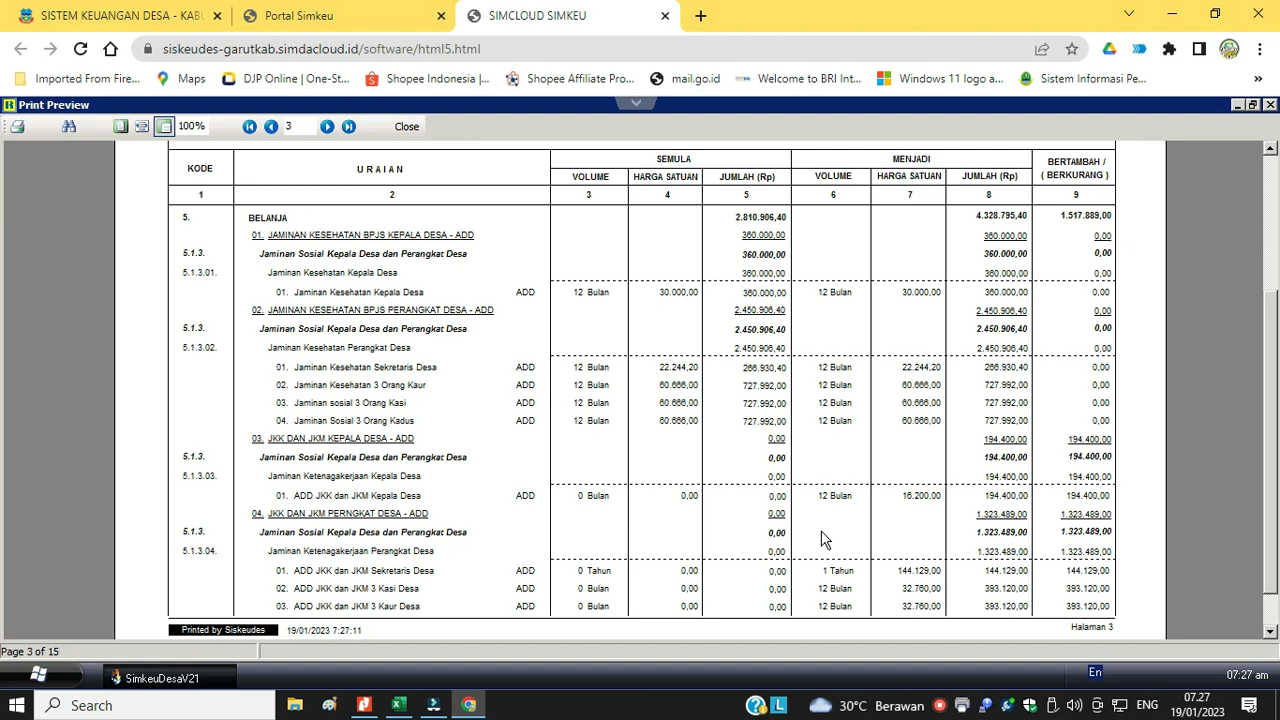 SISTEM KEUANGAN DESA - KABU
Portal Simkeu
SIMCLOUD SIMKEU
siskeudes-garutkab.simdacloud.id/software/html5.html
Imported From Fire... Maps DJP Online | One-St... Shopee Indonesia |... Shopee Affiliate Pro... mail.go.id Welcome to BRI Int... Windows 11 logo a... Sistem Informasi Pe... »
Print Preview
100% 3 Close
KODE U R A I A N SEMULA MENJADI BERTAMBAH / ( BERKURANG )
VOLUME HARGA SATUAN JUMLAH (Rp) VOLUME HARGA SATUAN JUMLAH (Rp)
1 2 3 4 5 6 7 8 9
5. BELANJA 2.810.906,40 4.328.795,40 1.517.889,00
01. JAMINAN KESEHATAN BPJS KEPALA DESA - ADD 360.000,00 360.000,00 0,00
5.1.3. Jaminan Sosial Kepala Desa dan Perangkat Desa 360.000,00 360.000,00 0,00
5.1.3.01. Jaminan Kesehatan Kepala Desa 360.000,00 360.000,00 0,00
01. Jaminan Kesehatan Kepala Desa ADD 12 Bulan 30.000,00 360.000,00 12 Bulan 30.000,00 360.000,00 0,00
02. JAMINAN KESEHATAN BPJS PERANGKAT DESA - ADD 2.450.906,40 2.450.906,40 0,00
5.1.3. Jaminan Sosial Kepala Desa dan Perangkat Desa 2.450.906,40 2.450.906,40 0,00
5.1.3.02. Jaminan Kesehatan Perangkat Desa 2.450.906,40 2.450.906,40 0,00
01. Jaminan Kesehatan Sekretaris Desa ADD 12 Bulan 22.244,20 266.930,40 12 Bulan 22.244,20 266.930,40 0,00
02. Jaminan Kesehatan 3 Orang Kaur ADD 12 Bulan 60.666,00 727.992,00 12 Bulan 60.666,00 727.992,00 0,00
03. Jaminan sosial 3 Orang Kasi ADD 12 Bulan 60.666,00 727.992,00 12 Bulan 60.666,00 727.992,00 0,00
04. Jaminan Sosial 3 Orang Kadus ADD 12 Bulan 60.666,00 727.992,00 12 Bulan 60.666,00 727.992,00 0,00
03. JKK DAN JKM KEPALA DESA - ADD 0,00 194.400,00 194.400,00
5.1.3. Jaminan Sosial Kepala Desa dan Perangkat Desa 0,00 194.400,00 194.400,00
5.1.3.03. Jaminan Ketenagakerjaan Kepala Desa 0,00 194.400,00 194.400,00
01. ADD JKK dan JKM Kepala Desa ADD 0 Bulan 0,00 0,00 12 Bulan 16.200,00 194.400,00 194.400,00
04. JKK DAN JKM PERNGKAT DESA - ADD 0,00 1.323.489,00 1.323.489,00
5.1.3. Jaminan Sosial Kepala Desa dan Perangkat Desa 0,00 1.323.489,00 1.323.489,00
5.1.3.04. Jaminan Ketenagakerjaan Perangkat Desa 0,00 1.323.489,00 1.323.489,00
01. ADD JKK dan JKM Sekretaris Desa ADD 0 Tahun 0,00 0,00 1 Tahun 144.129,00 144.129,00 144.129,00
02. ADD JKK dan JKM 3 Kasi Desa ADD 0 Bulan 0,00 0,00 12 Bulan 32.760,00 393.120,00 393.120,00
03. ADD JKK dan JKM 3 Kaur Desa ADD 0 Bulan 0,00 0,00 12 Bulan 32.760,00 393.120,00 393.120,00
Printed by Siskeudes 19/01/2023 7:27:11 Halaman 3
Page 3 of 15
SimkeuDesaV21 En 07:27 am
Search 30°C Berawan ENG 07.27
19/01/2023